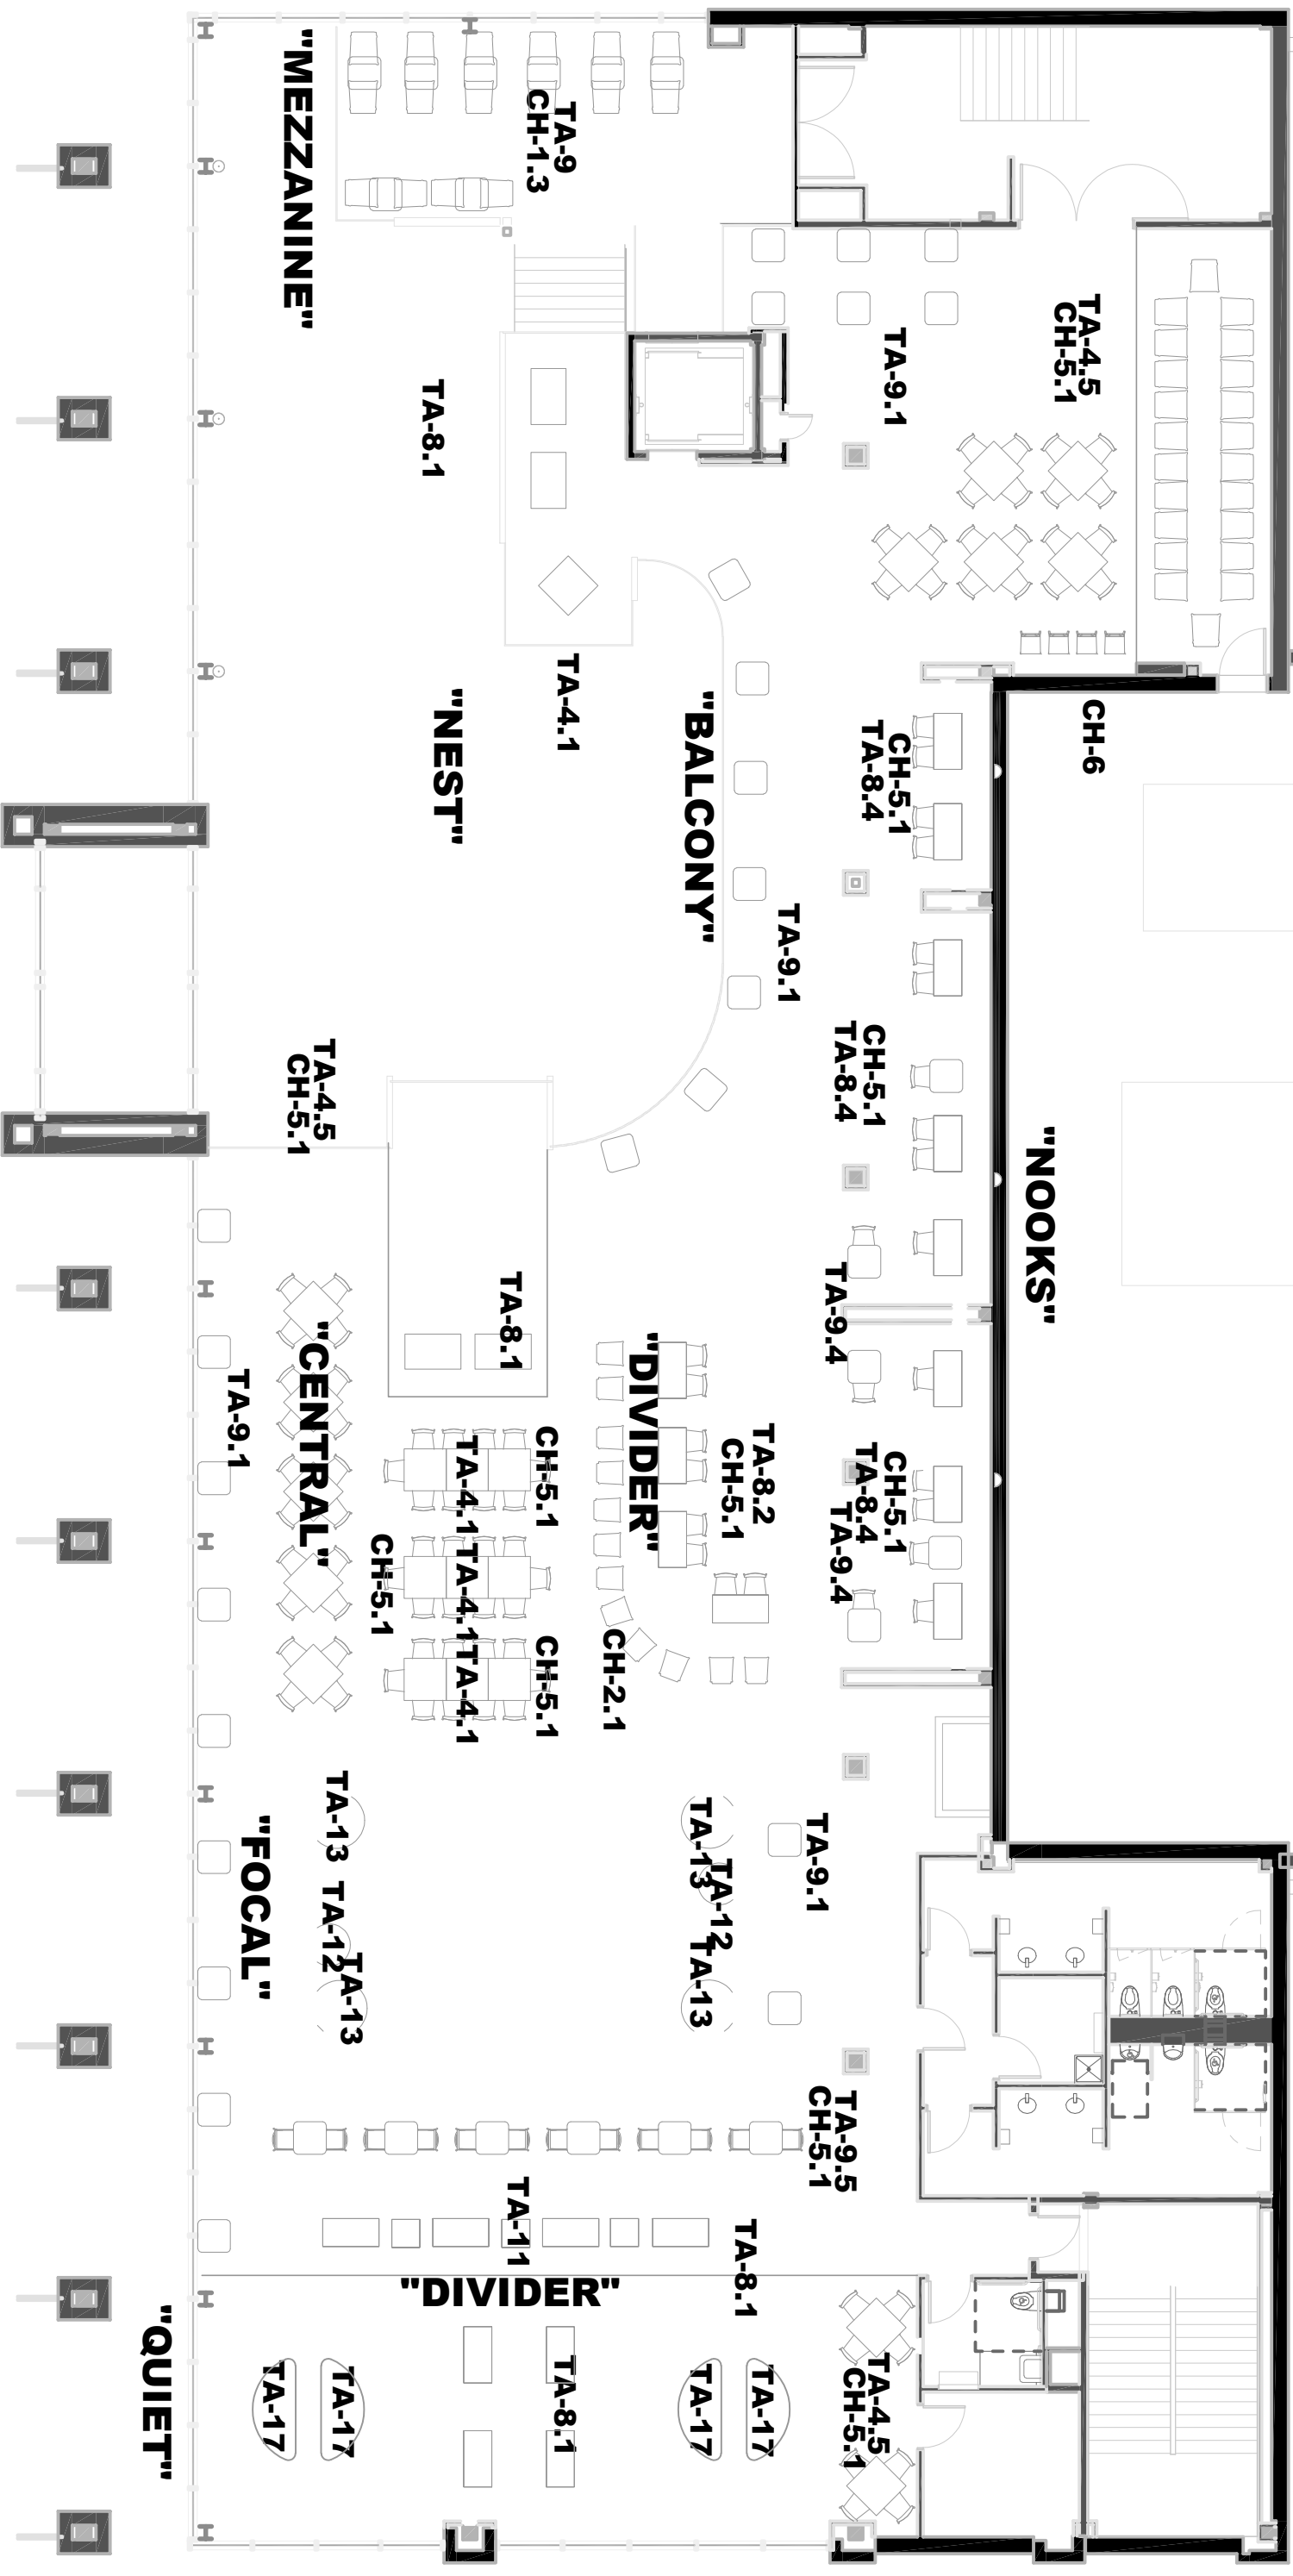 "MEZZANINE"
TA-9
CH-1.3
TA-4.5
CH-5.1
TA-9.1
TA-8.1
TA-4.1
"NEST"
"BALCONY"
CH-6
CH-5.1
TA-8.4
TA-9.1
CH-5.1
TA-8.4
TA-4.5
CH-5.1
"NOOKS"
TA-9.4
TA-8.1
"CENTRAL"
"DIVIDER"
TA-9.1
TA-8.2
CH-5.1
CH-5.1
TA-4.1
CH-5.1
TA-8.4
TA-9.4
CH-5.1
TA-4.1
CH-5.1
TA-4.1
CH-2.1
TA-13
TA-13
TA-9.1
"FOCAL"
TA-12
TA-12
TA-13
TA-13
TA-9.5
CH-5.1
TA-11
TA-8.1
"DIVIDER"
"QUIET"
TA-17
TA-17
TA-8.1
TA-17
TA-17
TA-4.5
CH-5.1